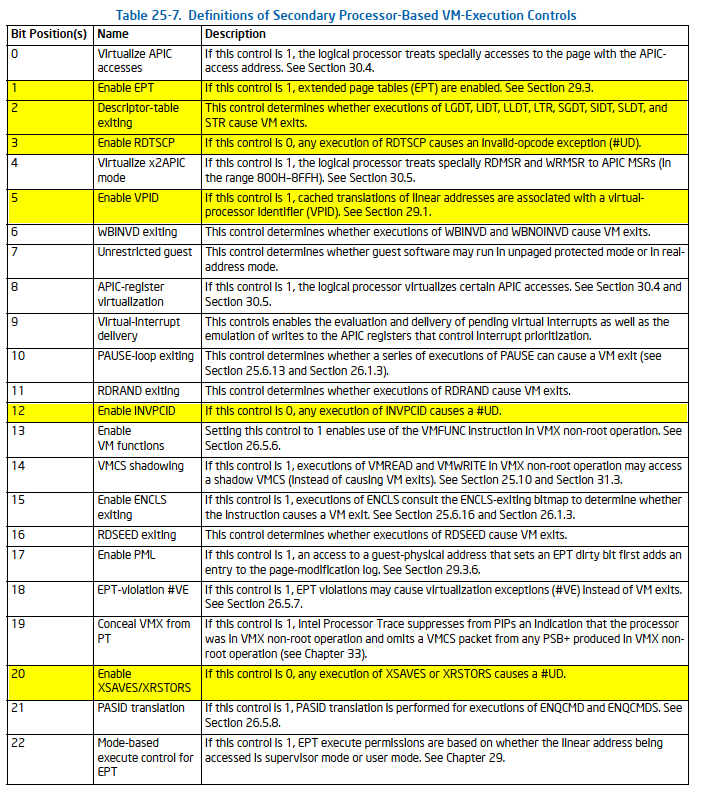 Table 25-7. Definitions of Secondary Processor-Based VM-Execution Controls
Bit Position(s) Name Description
0 Virtualize APIC accesses If this control is 1, the logical processor treats specially accesses to the page with the APIC-
access address. See Section 30.4.
1 Enable EPT If this control is 1, extended page tables (EPT) are enabled. See Section 29.3.
2 Descriptor-table exiting This control determines whether executions of LGDT, LIDT, LLDT, LTR, SGDT, SIDT, SLDT, and
STR cause VM exits.
3 Enable RDTSCP If this control is 0, any execution of RDTSCP causes an invalid-opcode exception (#UD).
4 Virtualize x2APIC mode If this control is 1, the logical processor treats specially RDMSR and WRMSR to APIC MSRs (in
the range 800H–8FFH). See Section 30.5.
5 Enable VPID If this control is 1, cached translations of linear addresses are associated with a virtual-
processor identifier (VPID). See Section 29.1.
6 WBINVD exiting This control determines whether executions of WBINVD and WBNOINVD cause VM exits.
7 Unrestricted guest This control determines whether guest software may run in unpaged protected mode or in real-
address mode.
8 APIC-register virtualization If this control is 1, the logical processor virtualizes certain APIC accesses. See Section 30.4 and
Section 30.5.
9 Virtual-interrupt delivery This controls enables the evaluation and delivery of pending virtual interrupts as well as the
emulation of writes to the APIC registers that control interrupt prioritization.
10 PAUSE-loop exiting This control determines whether a series of executions of PAUSE can cause a VM exit (see
Section 25.6.13 and Section 26.1.3).
11 RDRAND exiting This control determines whether executions of RDRAND cause VM exits.
12 Enable INVPCID If this control is 0, any execution of INVPCID causes a #UD.
13 Enable VM functions Setting this control to 1 enables use of the VMFUNC instruction in VMX non-root operation. See
Section 26.5.6.
14 VMCS shadowing If this control is 1, executions of VMREAD and VMWRITE in VMX non-root operation may access
a shadow VMCS (instead of causing VM exits). See Section 25.10 and Section 31.3.
15 Enable ENCLS exiting If this control is 1, executions of ENCLS consult the ENCLS-exiting bitmap to determine whether
the instruction causes a VM exit. See Section 25.6.16 and Section 26.1.3.
16 RDSEED exiting This control determines whether executions of RDSEED cause VM exits.
17 Enable PML If this control is 1, an access to a guest-physical address that sets an EPT dirty bit first adds an
entry to the page-modification log. See Section 29.3.6.
18 EPT-violation #VE If this control is 1, EPT violations may cause virtualization exceptions (#VE) instead of VM exits.
See Section 26.5.7.
19 Conceal VMX from PT If this control is 1, Intel Processor Trace suppresses from PIPs an indication that the processor
was in VMX non-root operation and omits a VMCS packet from any PSB+ produced in VMX non-
root operation (see Chapter 33).
20 Enable XSAVES/XRSTORS If this control is 0, any execution of XSAVES or XRSTORS causes a #UD.
21 PASID translation If this control is 1, PASID translation is performed for executions of ENQCMD and ENQCMDS. See
Section 26.5.8.
22 Mode-based execute control for EPT If this control is 1, EPT execute permissions are based on whether the linear address being
accessed is supervisor mode or user mode. See Chapter 29.